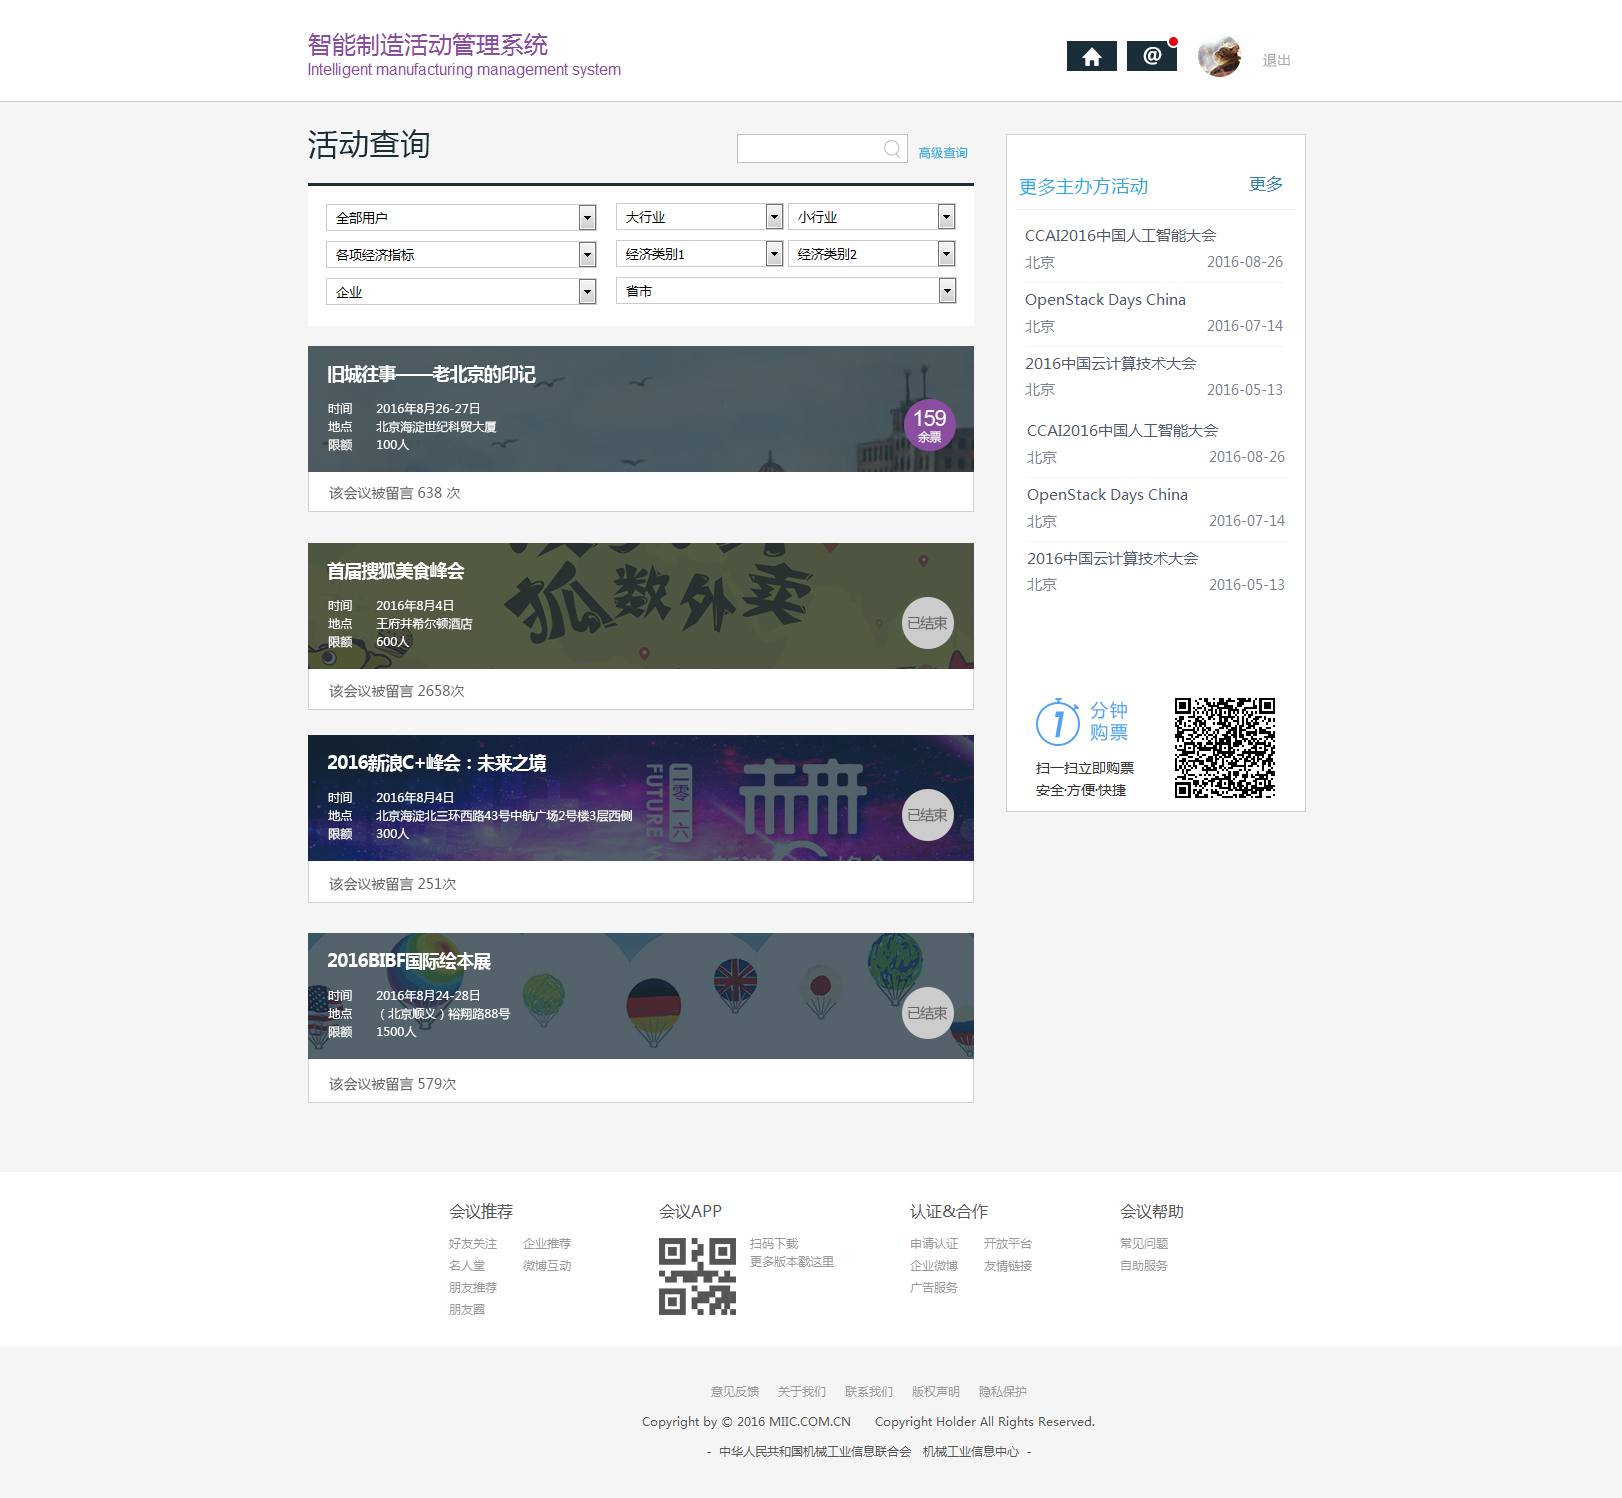 智能制造活动管理系统
Intelligent manufacturing management system
@
退出
活动查询
高级查询
全部用户
大行业
小行业
各项经济指标
经济类别1
经济类别2
企业
省市
旧城往事——老北京的印记
时间 2016年8月26-27日
地点 北京海淀世纪科贸大厦
限额 100人
159
余票
该会议被留言 638 次
首届搜狐美食峰会
狐数外卖
时间 2016年8月4日
地点 王府井希尔顿酒店
限额 600人
已结束
该会议被留言 2658次
2016新浪C+峰会：未来之境
时间 2016年8月4日
地点 北京海淀北三环西路43号中航广场2号楼3层西侧
限额 300人
二零一六
FUTURE W
未来
已结束
该会议被留言 251次
2016BIBF国际绘本展
时间 2016年8月24-28日
地点 （北京顺义）裕翔路88号
限额 1500人
已结束
该会议被留言 579次
更多主办方活动 更多
CCAI2016中国人工智能大会
北京 2016-08-26
OpenStack Days China
北京 2016-07-14
2016中国云计算技术大会
北京 2016-05-13
CCAI2016中国人工智能大会
北京 2016-08-26
OpenStack Days China
北京 2016-07-14
2016中国云计算技术大会
北京 2016-05-13
1
分钟
购票
扫一扫立即购票
安全·方便·快捷
会议推荐
好友关注 企业推荐
名人堂 微博互动
朋友推荐
朋友圈
会议APP
扫码下载
更多版本戳这里
认证&合作
申请认证 开放平台
企业微博 友情链接
广告服务
会议帮助
常见问题
自助服务
意见反馈 关于我们 联系我们 版权声明 隐私保护
Copyright by © 2016 MIIC.COM.CN Copyright Holder All Rights Reserved.
- 中华人民共和国机械工业信息联合会 机械工业信息中心 -